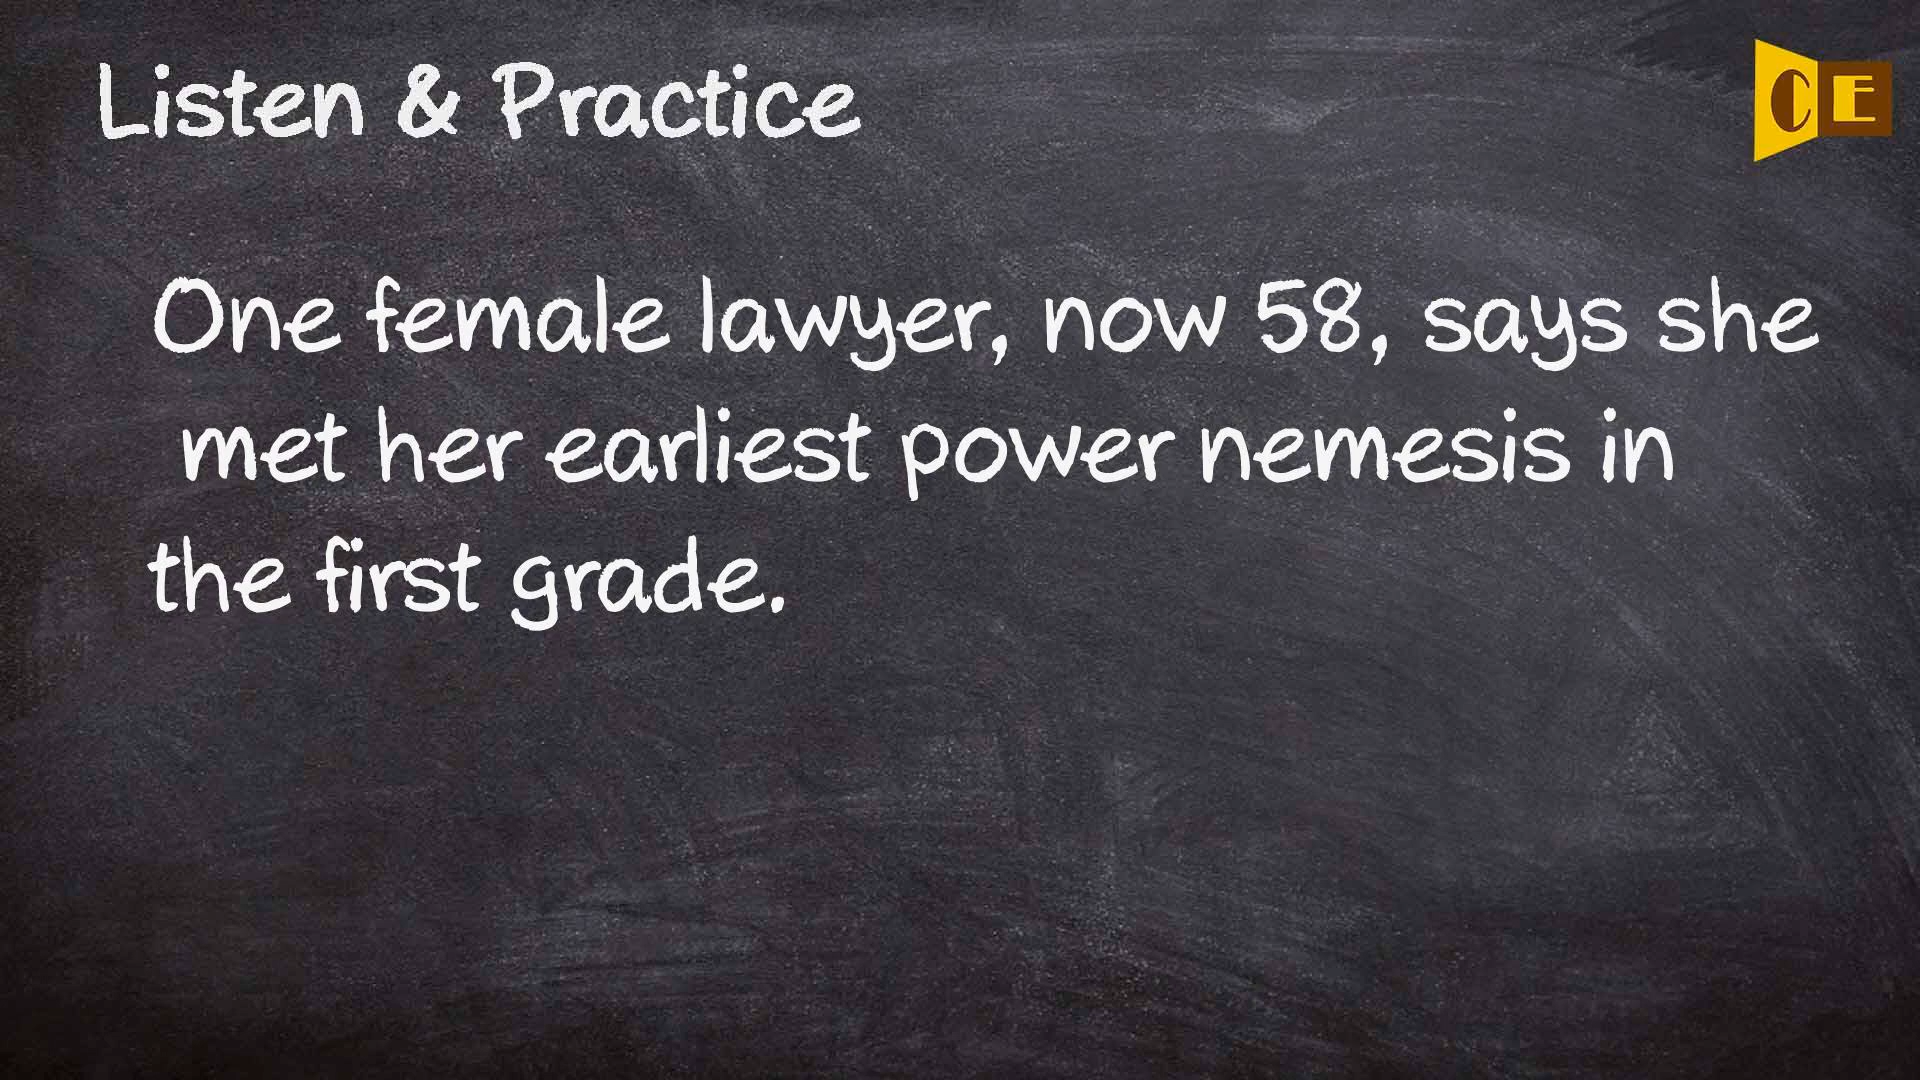 Listen & Practice
CE
One female lawyer, now 58, says she
met her earliest power nemesis in
the first grade.